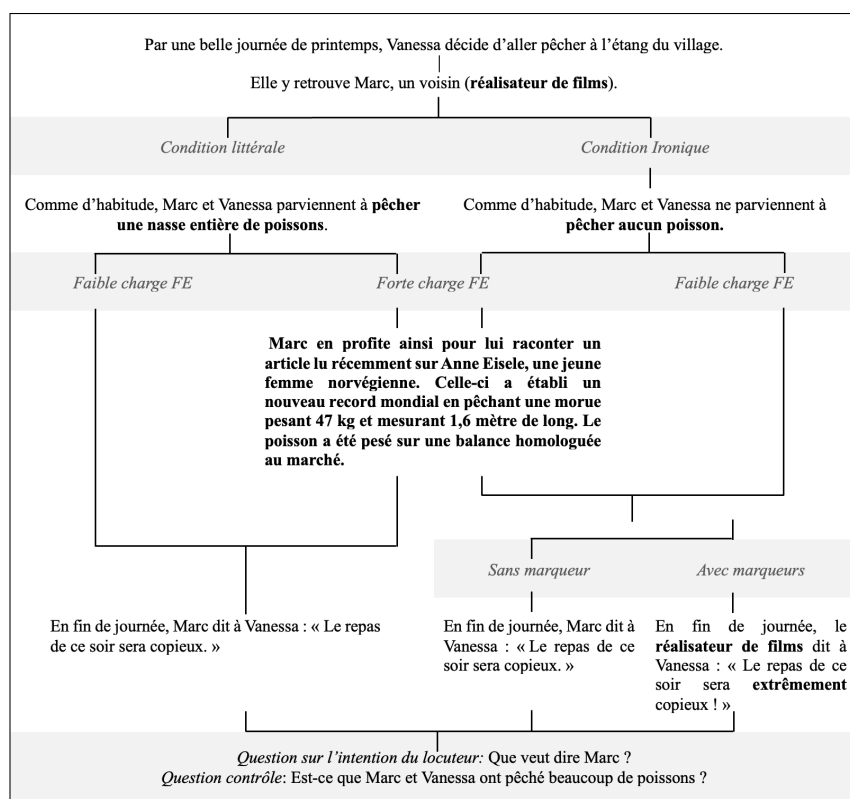 Par une belle journée de printemps, Vanessa décide d'aller pêcher à l'étang du village.
Elle y retrouve Marc, un voisin (réalisateur de films).
Condition littérale
Condition Ironique
Comme d'habitude, Marc et Vanessa parviennent à pêcher
une nasse entière de poissons.
Comme d'habitude, Marc et Vanessa ne parviennent à
pêcher aucun poisson.
Faible charge FE
Forte charge FE
Faible charge FE
Marc en profite ainsi pour lui raconter un
article lu récemment sur Anne Eisele, une jeune
femme norvégienne. Celle-ci a établi un
nouveau record mondial en pêchant une morue
pesant 47 kg et mesurant 1,6 mètre de long. Le
poisson a été pesé sur une balance homologuée
au marché.
Sans marqueur
Avec marqueurs
En fin de journée, Marc dit à Vanessa : « Le repas
de ce soir sera copieux. »
En fin de journée, Marc dit à
Vanessa : « Le repas de ce
soir sera copieux. »
En fin de journée, le
réalisateur de films dit à
Vanessa : « Le repas de ce
soir sera extrêmement
copieux ! »
Question sur l'intention du locuteur: Que veut dire Marc ?
Question contrôle: Est-ce que Marc et Vanessa ont pêché beaucoup de poissons ?